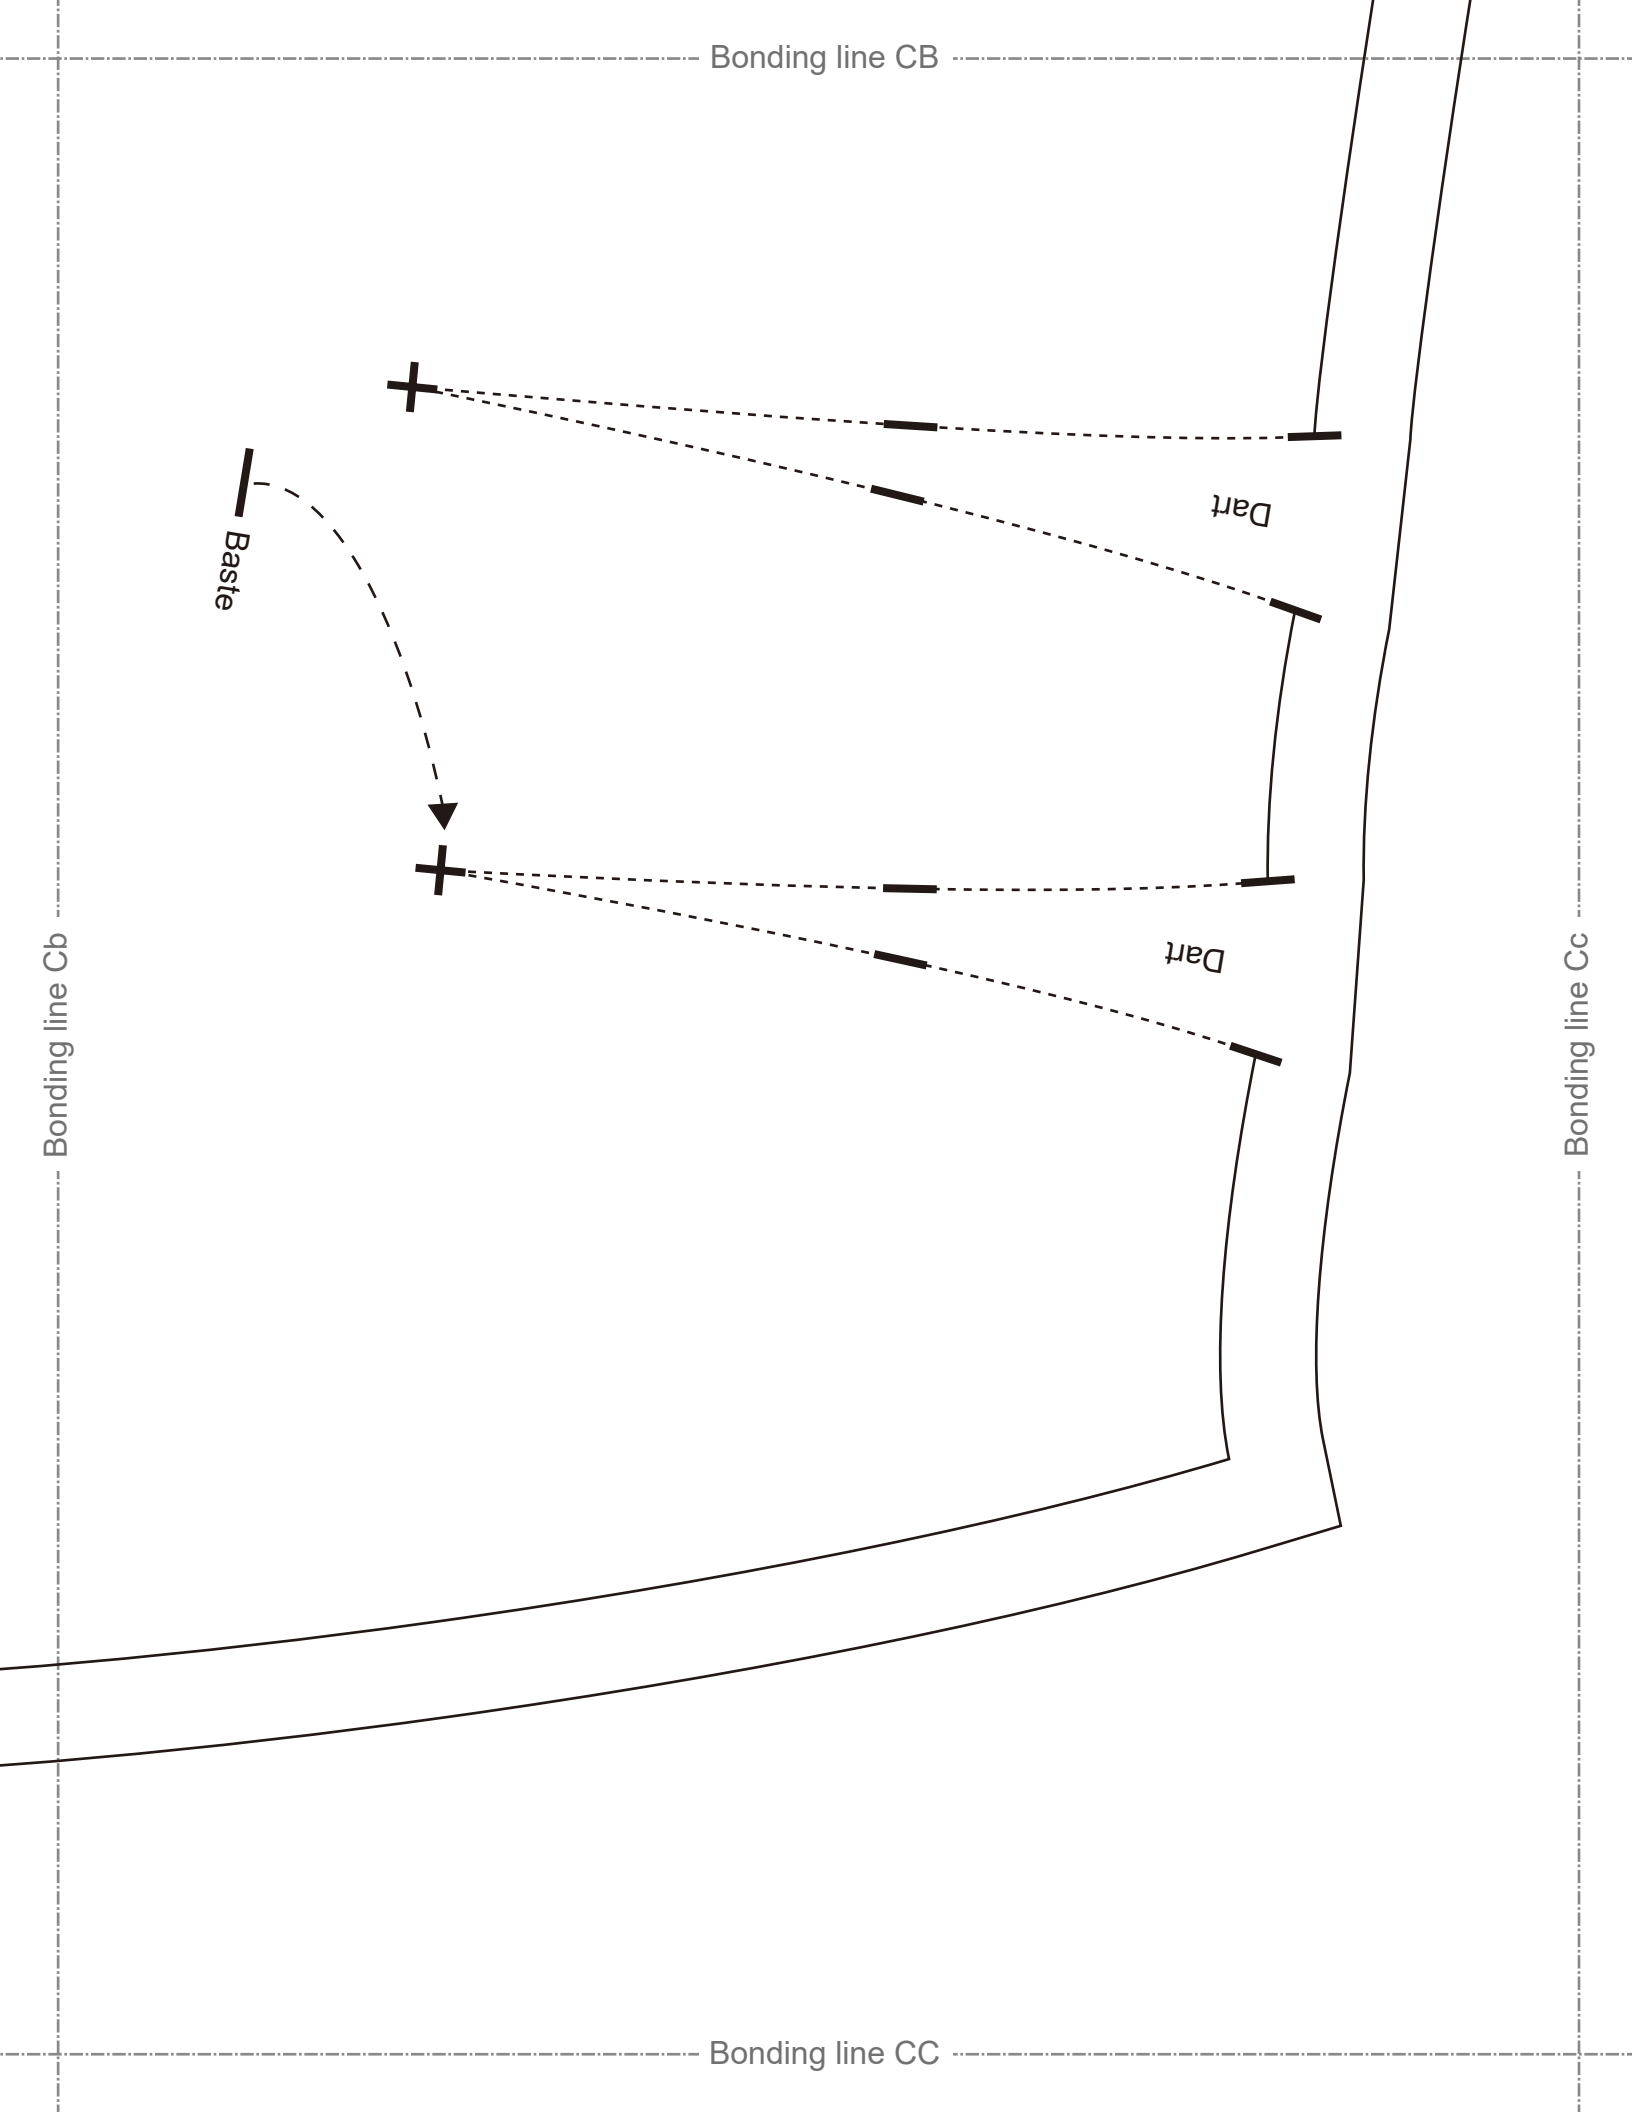 Bonding line CB
Dart
Baste
Bonding line Cb
Dart
Bonding line Cc
Bonding line CC